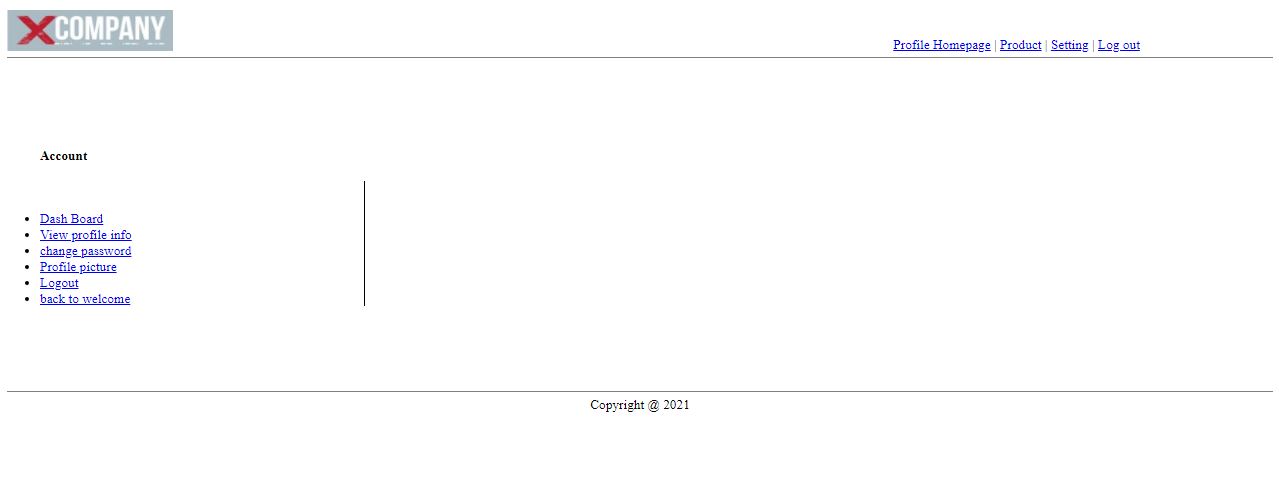 XCOMPANY
Profile Homepage | Product | Setting | Log out
Account
Dash Board
View profile info
change password
Profile picture
Logout
back to welcome
Copyright @ 2021